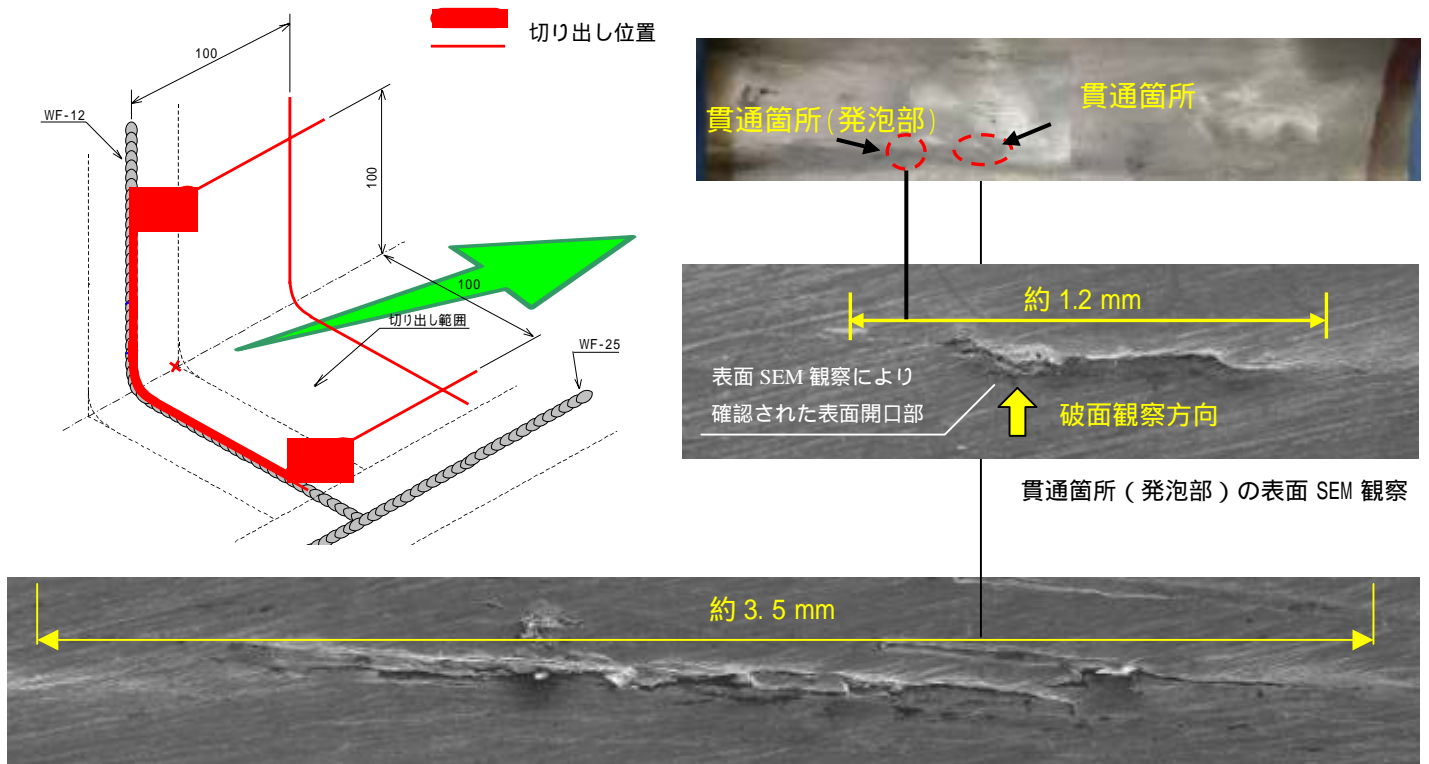 切り出し位置
100
WF-12
100
100
切り出し範囲
WF-25
貫通箇所(発泡部)
貫通箇所
約 1.2 mm
表面 SEM 観察により
確認された表面開口部
破面観察方向
貫通箇所(発泡部)の表面 SEM 観察
約 3.5 mm